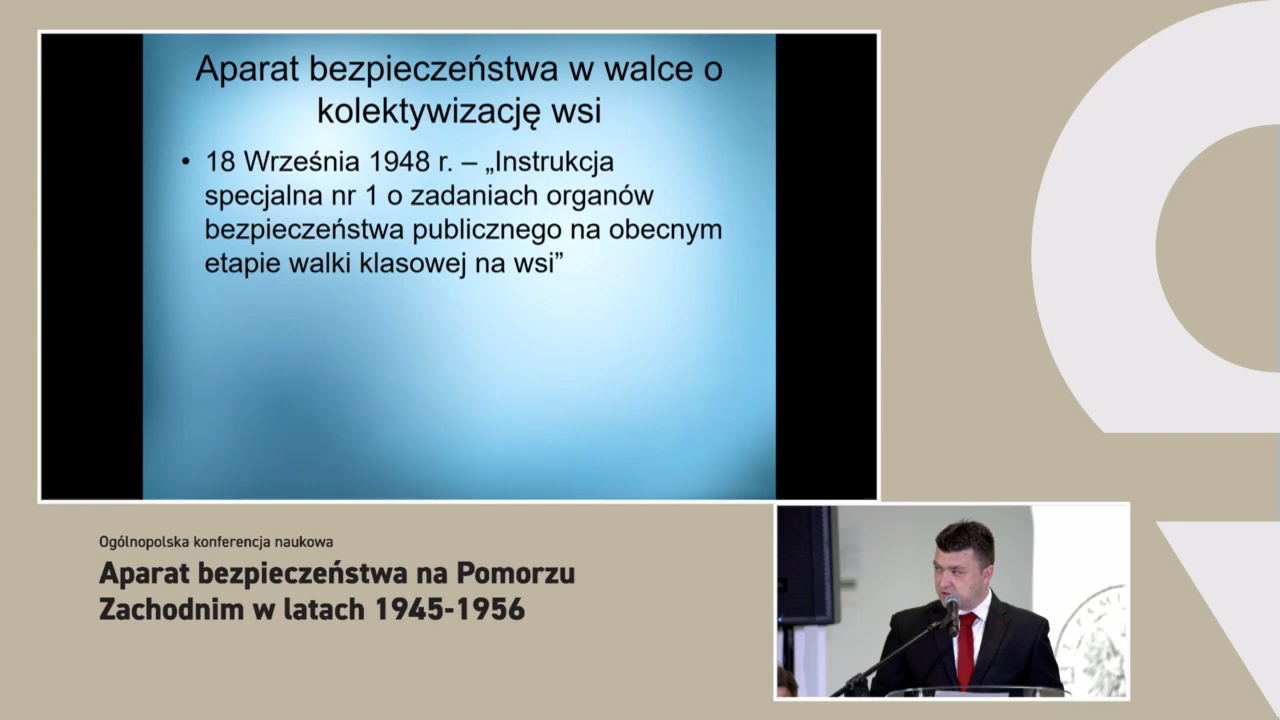 Aparat bezpieczeństwa w walce o
kolektywizację wsi
• 18 Września 1948 r. – „Instrukcja
specjalna nr 1 o zadaniach organów
bezpieczeństwa publicznego na obecnym
etapie walki klasowej na wsi”
Ogólnopolska konferencja naukowa
Aparat bezpieczeństwa na Pomorzu
Zachodnim w latach 1945-1956